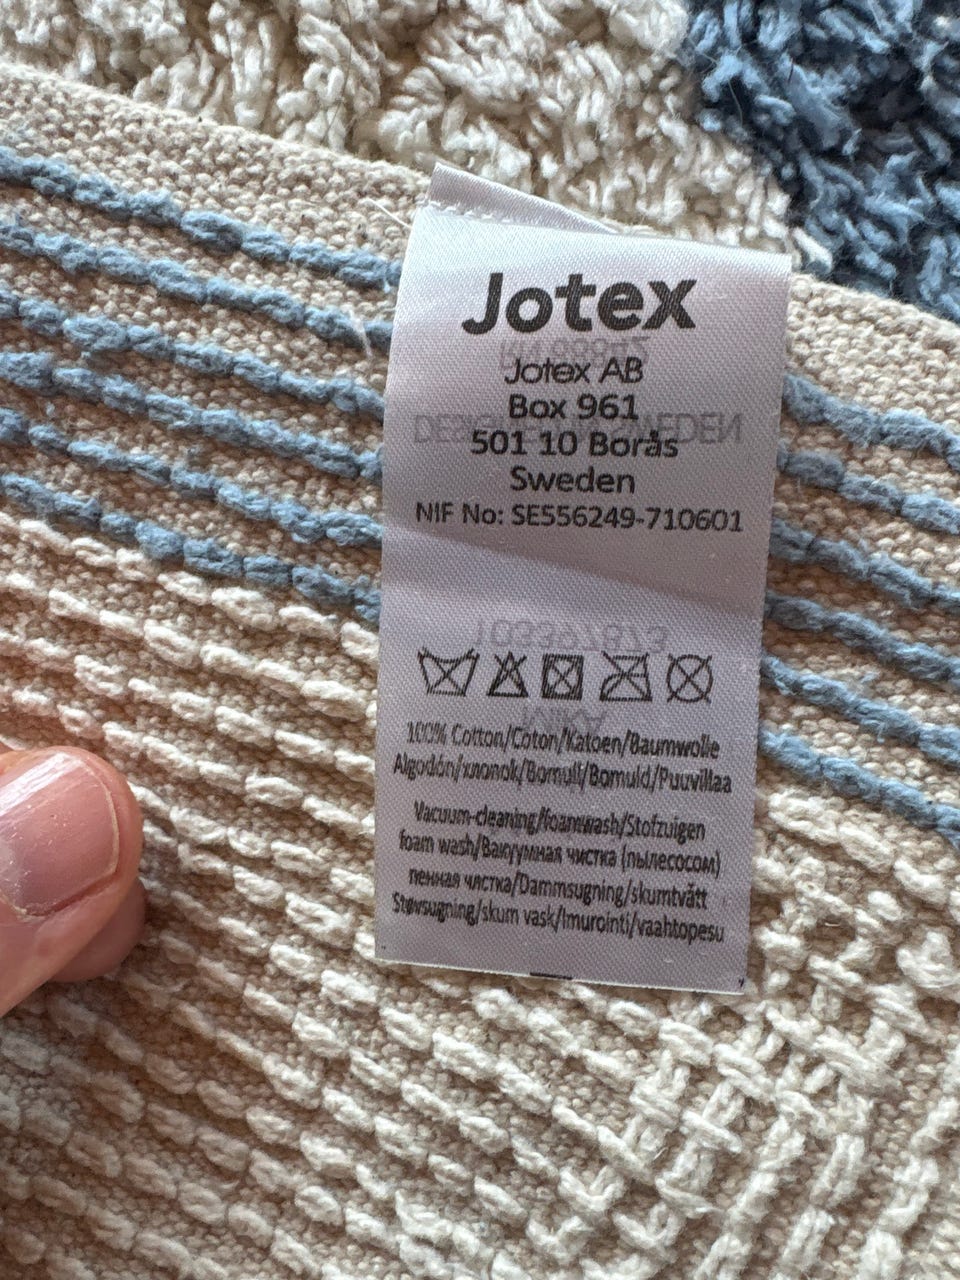 Jotex
Jotex AB
Box 961
501 10 Borås
Sweden
NIF No: SE556249-710601
100% Cotton/Coton/Katoen/Baumwolle
Algodón/хлопок/Bomull/Bomuld/Puuvillaa
Vacuum-cleaning/foamwash/Stofzuigen
foam wash/Вакуумная чистка (пылесосом)
пенная чистка/Dammsugning/skumtvätt
Støvsugning/skum vask/Imurointi/vaahtopesu